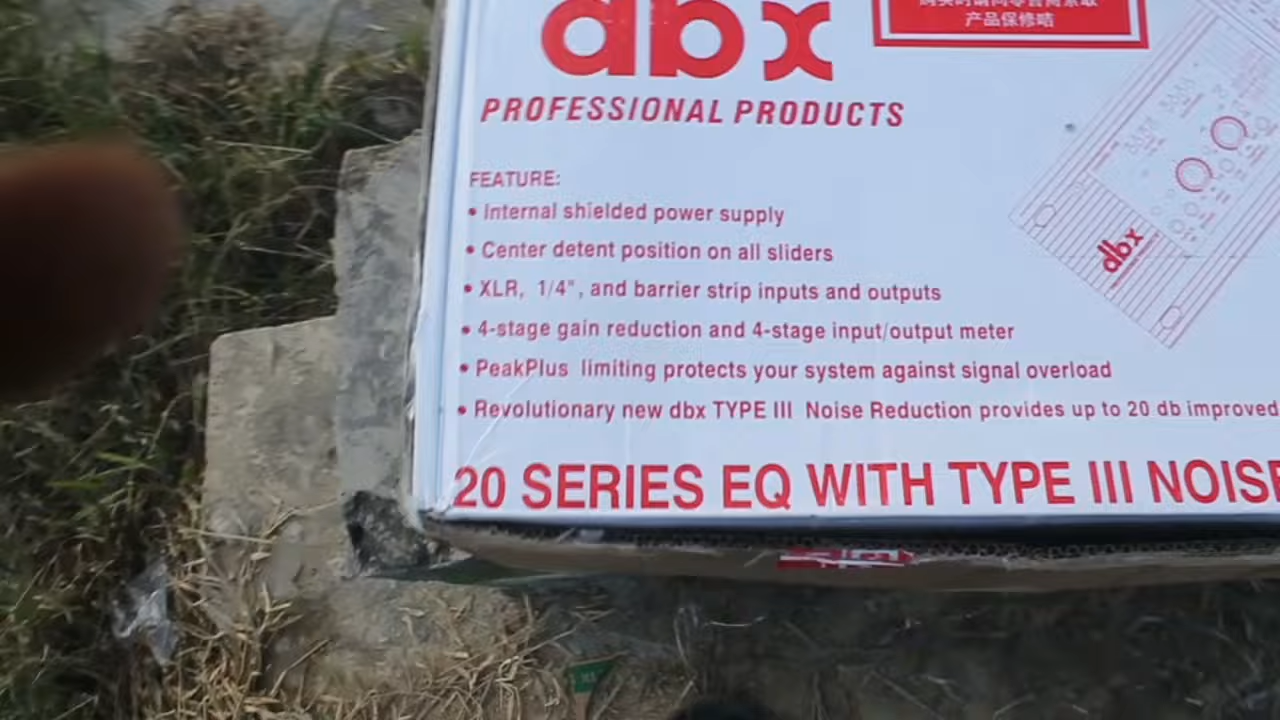 dbx
产品保修咭
PROFESSIONAL PRODUCTS
FEATURE:
• Internal shielded power supply
• Center detent position on all sliders
• XLR, 1/4", and barrier strip inputs and outputs
• 4-stage gain reduction and 4-stage input/output meter
• PeakPlus limiting protects your system against signal overload
• Revolutionary new dbx TYPE III Noise Reduction provides up to 20 db improved
dbx
20 SERIES EQ WITH TYPE III NOISE